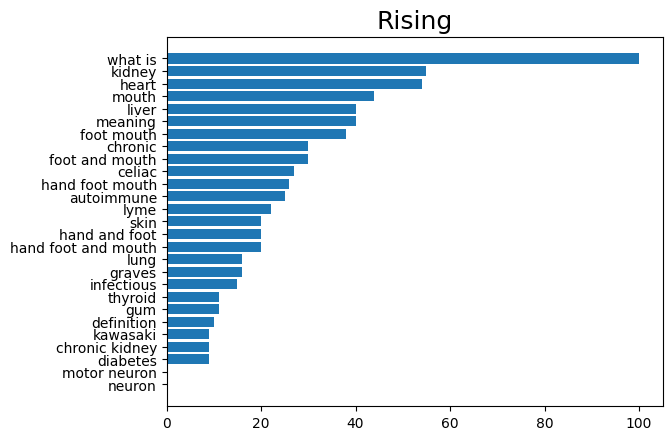 Rising
what is
kidney
heart
mouth
liver
meaning
foot mouth
chronic
foot and mouth
celiac
hand foot mouth
autoimmune
lyme
skin
hand and foot
hand foot and mouth
lung
graves
infectious
thyroid
gum
definition
kawasaki
chronic kidney
diabetes
motor neuron
neuron
0 20 40 60 80 100